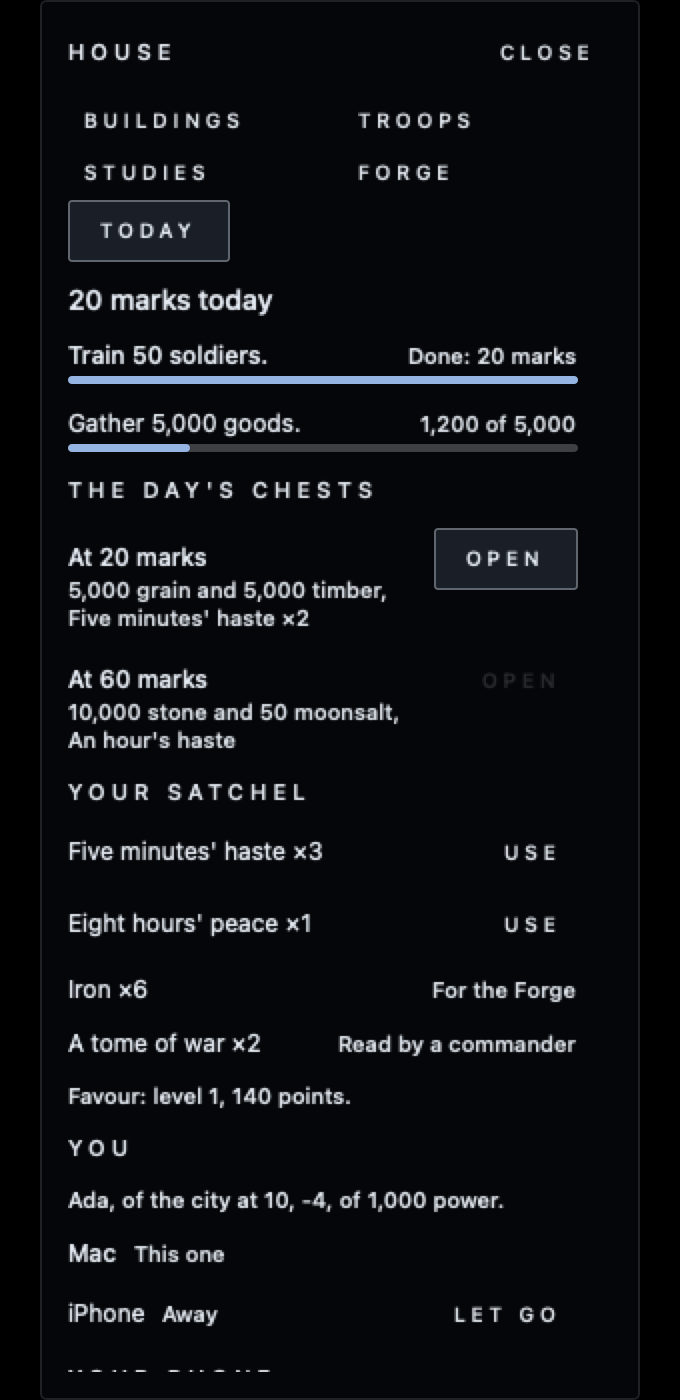 HOUSE CLOSE
BUILDINGS TROOPS
STUDIES FORGE
TODAY
20 marks today
Train 50 soldiers. Done: 20 marks
Gather 5,000 goods. 1,200 of 5,000
THE DAY'S CHESTS
At 20 marks OPEN
5,000 grain and 5,000 timber,
Five minutes' haste ×2
At 60 marks OPEN
10,000 stone and 50 moonsalt,
An hour's haste
YOUR SATCHEL
Five minutes' haste ×3 USE
Eight hours' peace ×1 USE
Iron ×6 For the Forge
A tome of war ×2 Read by a commander
Favour: level 1, 140 points.
YOU
Ada, of the city at 10, -4, of 1,000 power.
Mac This one
iPhone Away LET GO